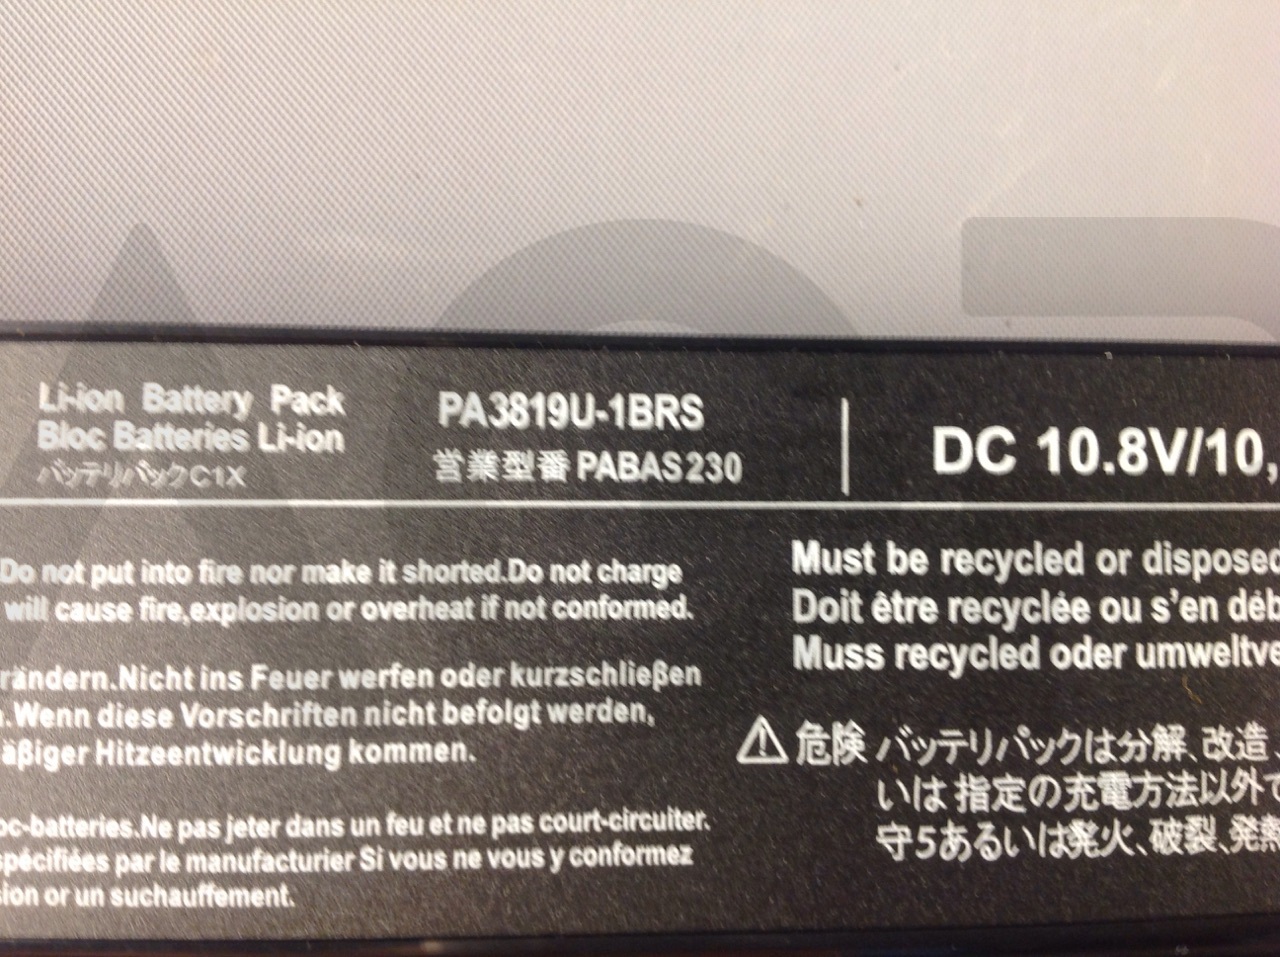 Li-ion Battery Pack
Bloc Batteries Li-ion
バッテリパックC1X
PA3819U-1BRS
営業型番 PABAS230
DC 10.8V/10,
Do not put into fire nor make it shorted.Do not charge
will cause fire,explosion or overheat if not conformed.
rändern.Nicht ins Feuer werfen oder kurzschließen
.Wenn diese Vorschriften nicht befolgt werden,
äßiger Hitzeentwicklung kommen.
oc-batteries.Ne pas jeter dans un feu et ne pas court-circuiter.
spécifiées par le manufacturier Si vous ne vous y conformez
sion or un suchauffement.
Must be recycled or disposed
Doit être recyclée ou s'en déb
Muss recycled oder umweltve
⚠ 危険 バッテリパックは分解、改造、
いは 指定の充電方法以外で
守5あるいは発火、破裂、発熱